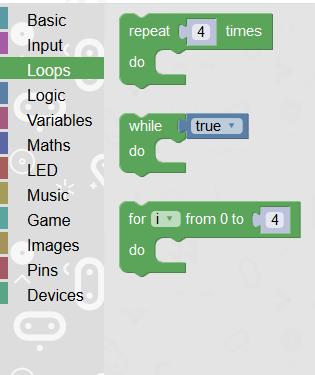 Basic
Input
Loops
Logic
Variables
Maths
LED
Music
Game
Images
Pins
Devices
repeat 4 times
do
while true
do
for i from 0 to 4
do